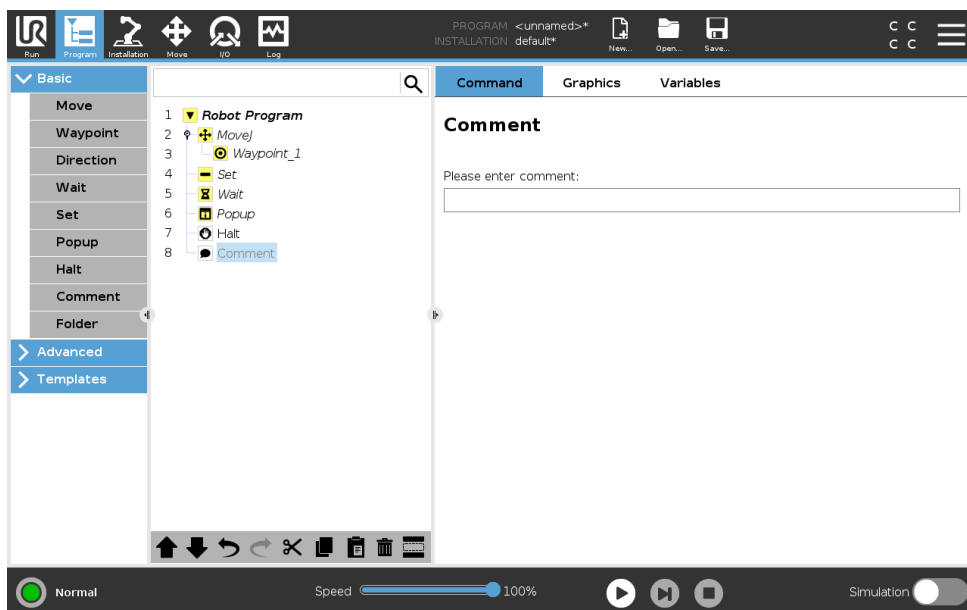 PROGRAM <unnamed>*
INSTALLATION default*
UR
Run
Program
Installation
Move
I/O
Log
New...
Open...
Save...
C C
C C
Basic
Move
Waypoint
Direction
Wait
Set
Popup
Halt
Comment
Folder
Advanced
Templates
1 Robot Program
2 MoveJ
3 Waypoint_1
4 Set
5 Wait
6 Popup
7 Halt
8 Comment
Command Graphics Variables
Comment
Please enter comment:
Normal
Speed 100%
Simulation